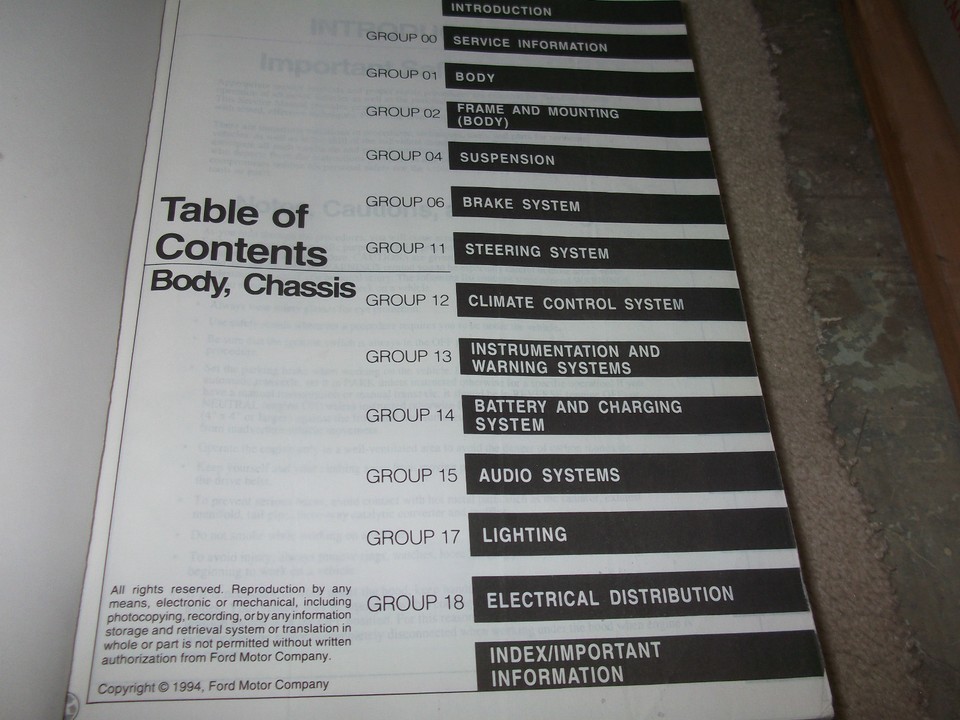 INTRODUCTION
GROUP 00 SERVICE INFORMATION
GROUP 01 BODY
GROUP 02 FRAME AND MOUNTING
(BODY)
GROUP 04 SUSPENSION
GROUP 06 BRAKE SYSTEM
GROUP 11 STEERING SYSTEM
GROUP 12 CLIMATE CONTROL SYSTEM
GROUP 13 INSTRUMENTATION AND
WARNING SYSTEMS
GROUP 14 BATTERY AND CHARGING
SYSTEM
GROUP 15 AUDIO SYSTEMS
GROUP 17 LIGHTING
GROUP 18 ELECTRICAL DISTRIBUTION
INDEX/IMPORTANT
INFORMATION
Table of
Contents
Body, Chassis
All rights reserved. Reproduction by any
means, electronic or mechanical, including
photocopying, recording, or by any information
storage and retrieval system or translation in
whole or part is not permitted without written
authorization from Ford Motor Company.
Copyright © 1994, Ford Motor Company